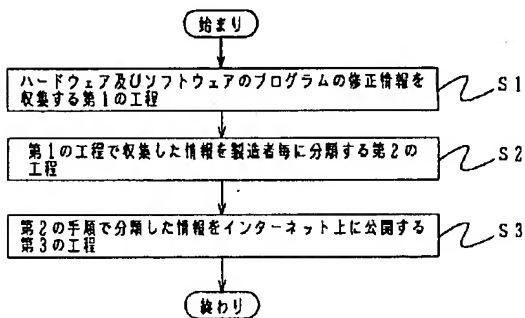 始まり
ハードウェア及びソフトウェアのプログラムの修正情報を
収集する第1の工程
S1
第1の工程で収集した情報を製造者毎に分類する第2の
工程
S2
第2の手順で分類した情報をインターネット上に公開する
第3の工程
S3
終わり